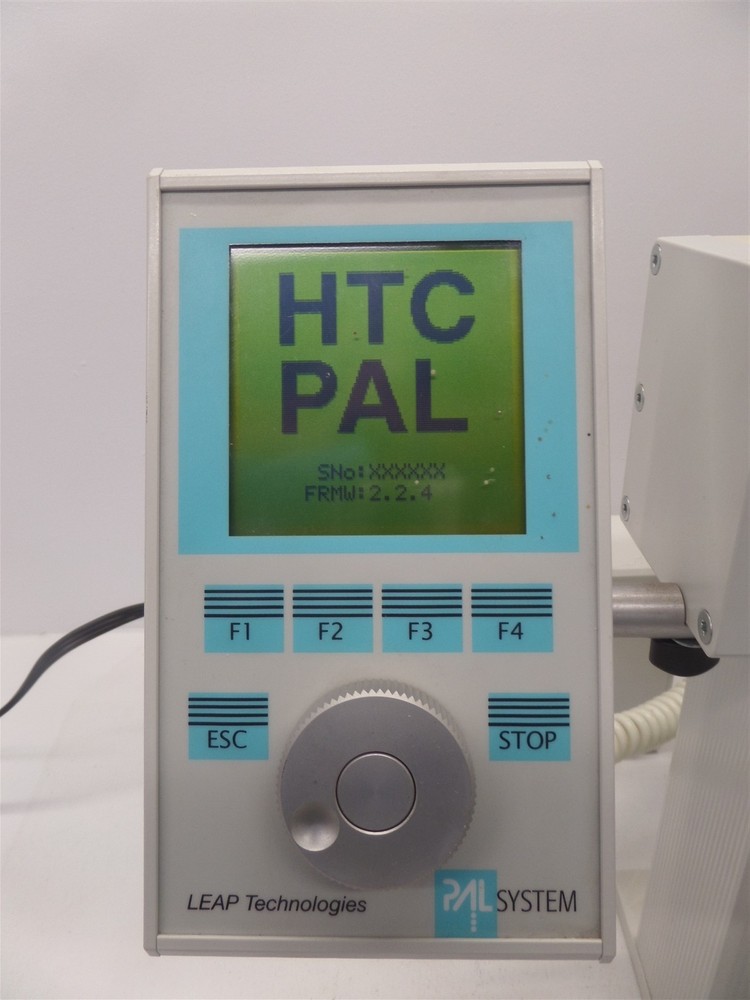 HTC
PAL
SNo:XXXXXX
FRMW:2.2.4
F1 F2 F3 F4
ESC STOP
LEAP Technologies PAL SYSTEM